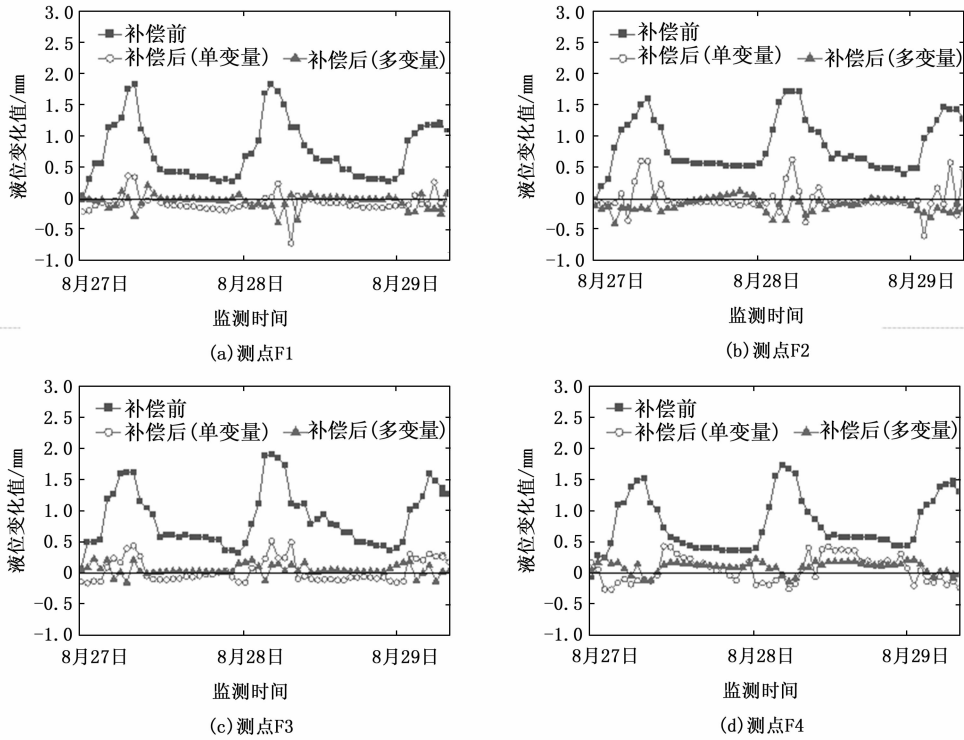 3.0
2.5
2.0
1.5
1.0
0.5
0
-0.5
-1.0
液位变化值/mm
补偿前
补偿后(单变量) 补偿后(多变量)
8月27日 8月28日 8月29日
监测时间
(a)测点F1
3.0
2.5
2.0
1.5
1.0
0.5
0
-0.5
-1.0
液位变化值/mm
补偿前
补偿后(单变量) 补偿后(多变量)
8月27日 8月28日 8月29日
监测时间
(b)测点F2
3.0
2.5
2.0
1.5
1.0
0.5
0
-0.5
-1.0
液位变化值/mm
补偿前
补偿后(单变量) 补偿后(多变量)
8月27日 8月28日 8月29日
监测时间
(c)测点F3
3.0
2.5
2.0
1.5
1.0
0.5
0
-0.5
-1.0
液位变化值/mm
补偿前
补偿后(单变量) 补偿后(多变量)
8月27日 8月28日 8月29日
监测时间
(d)测点F4